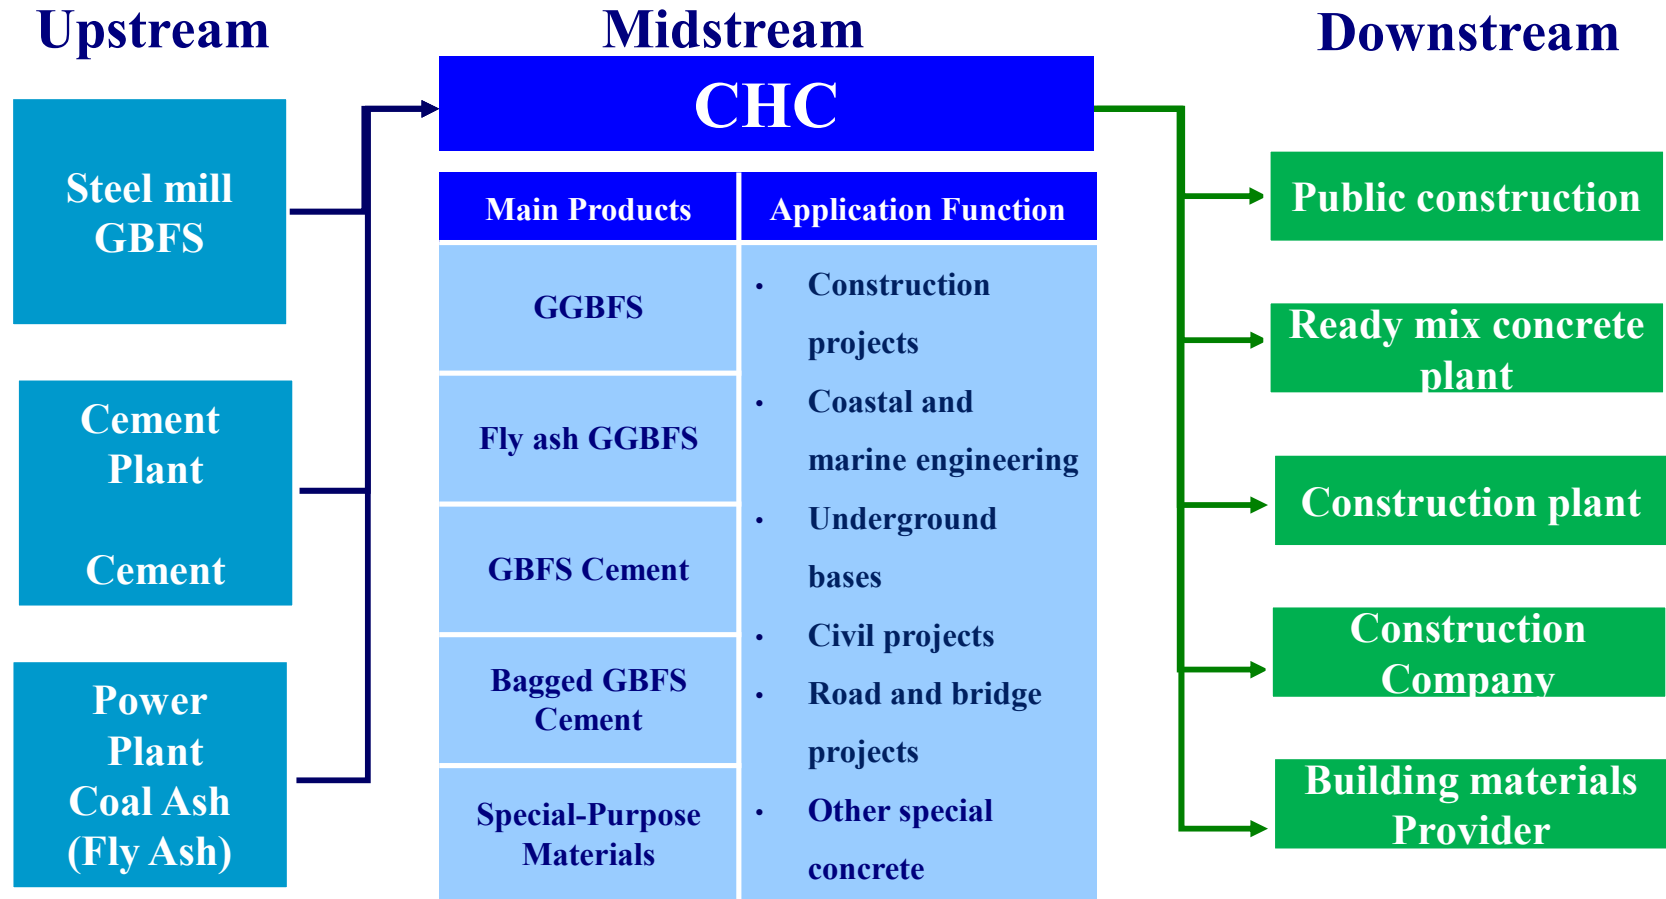 Upstream
Midstream
Downstream
Steel mill
GBFS
Cement
Plant
Cement
Power
Plant
Coal Ash
(Fly Ash)
CHC
Main Products
Application Function
GGBFS
Fly ash GGBFS
GBFS Cement
Bagged GBFS
Cement
Special-Purpose
Materials
• Construction
projects
• Coastal and
marine engineering
• Underground
bases
• Civil projects
• Road and bridge
projects
• Other special
concrete
Public construction
Ready mix concrete
plant
Construction plant
Construction
Company
Building materials
Provider